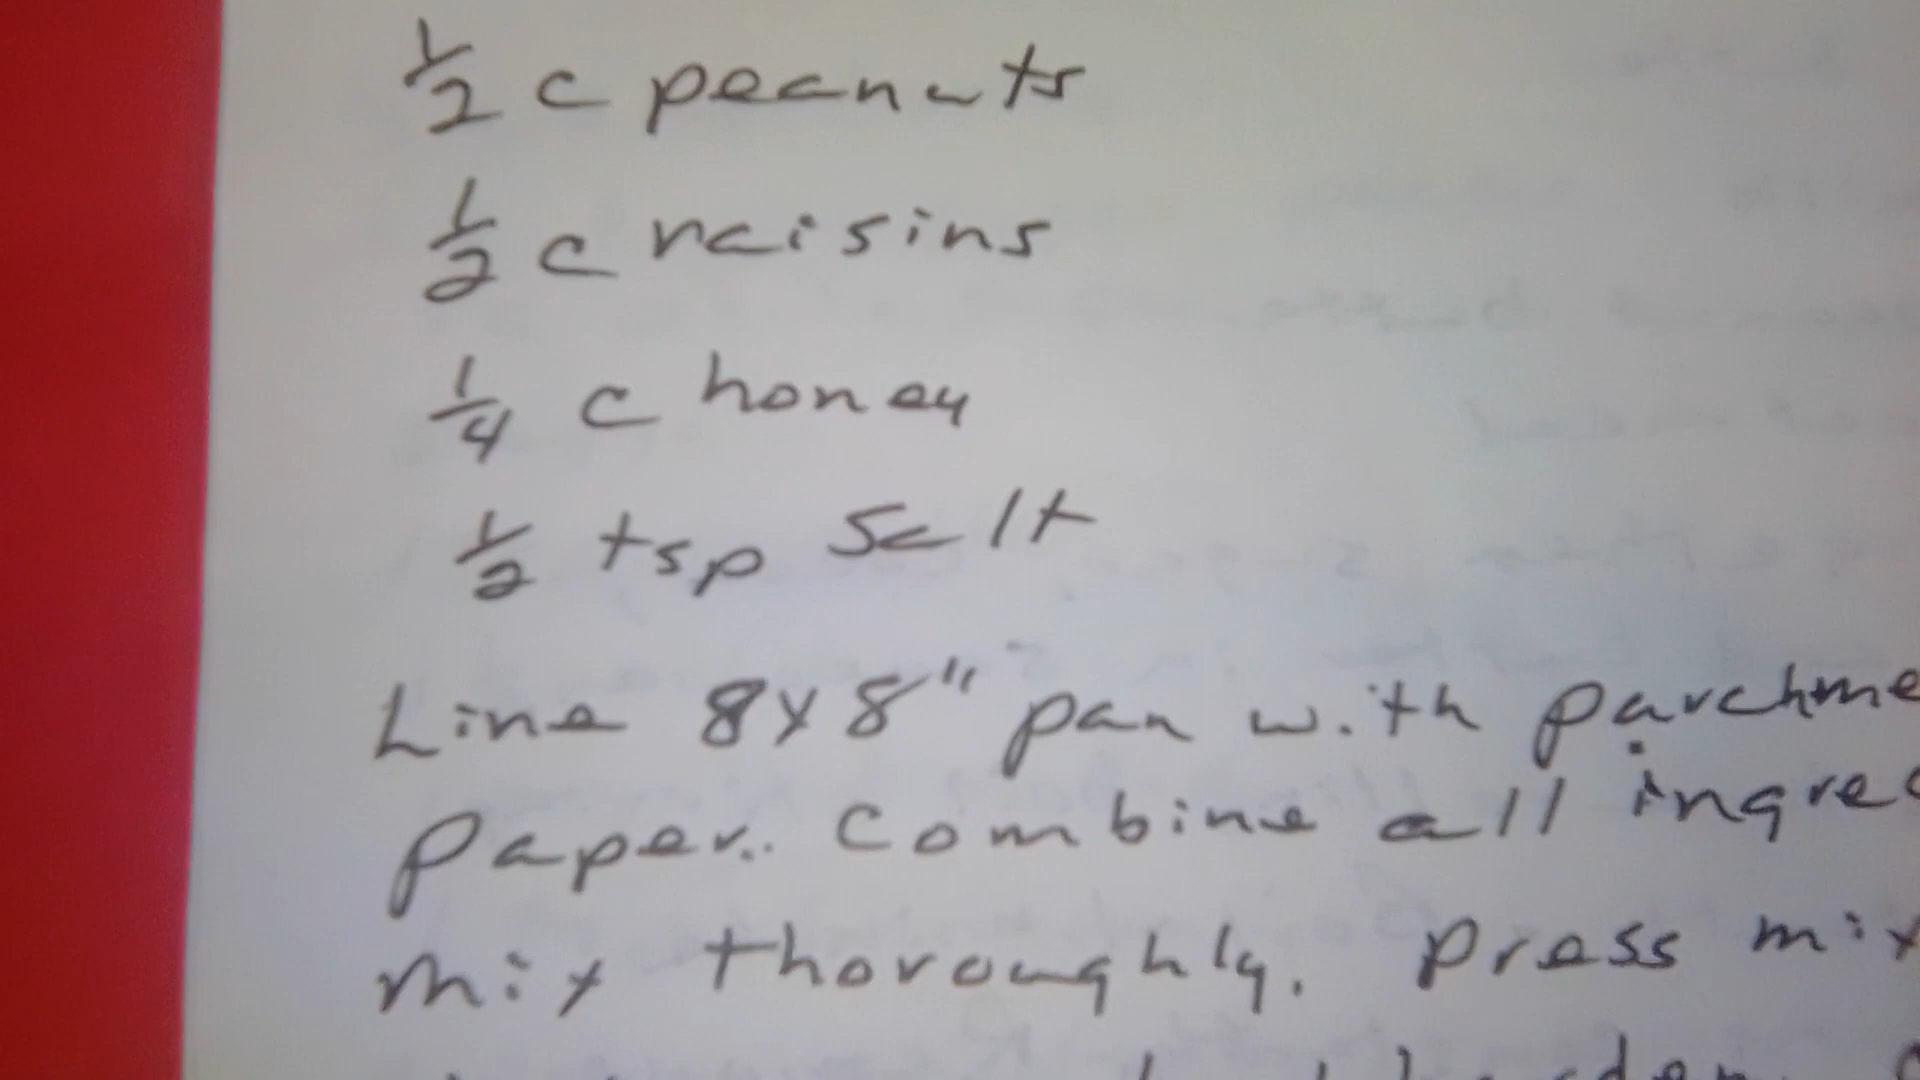 1/2 c peanuts
1/2 c raisins
1/4 c honey
1/2 tsp Salt
Line 8x8" pan with parchme
Paper. Combine all ingred
mix thoroughly. Press mix